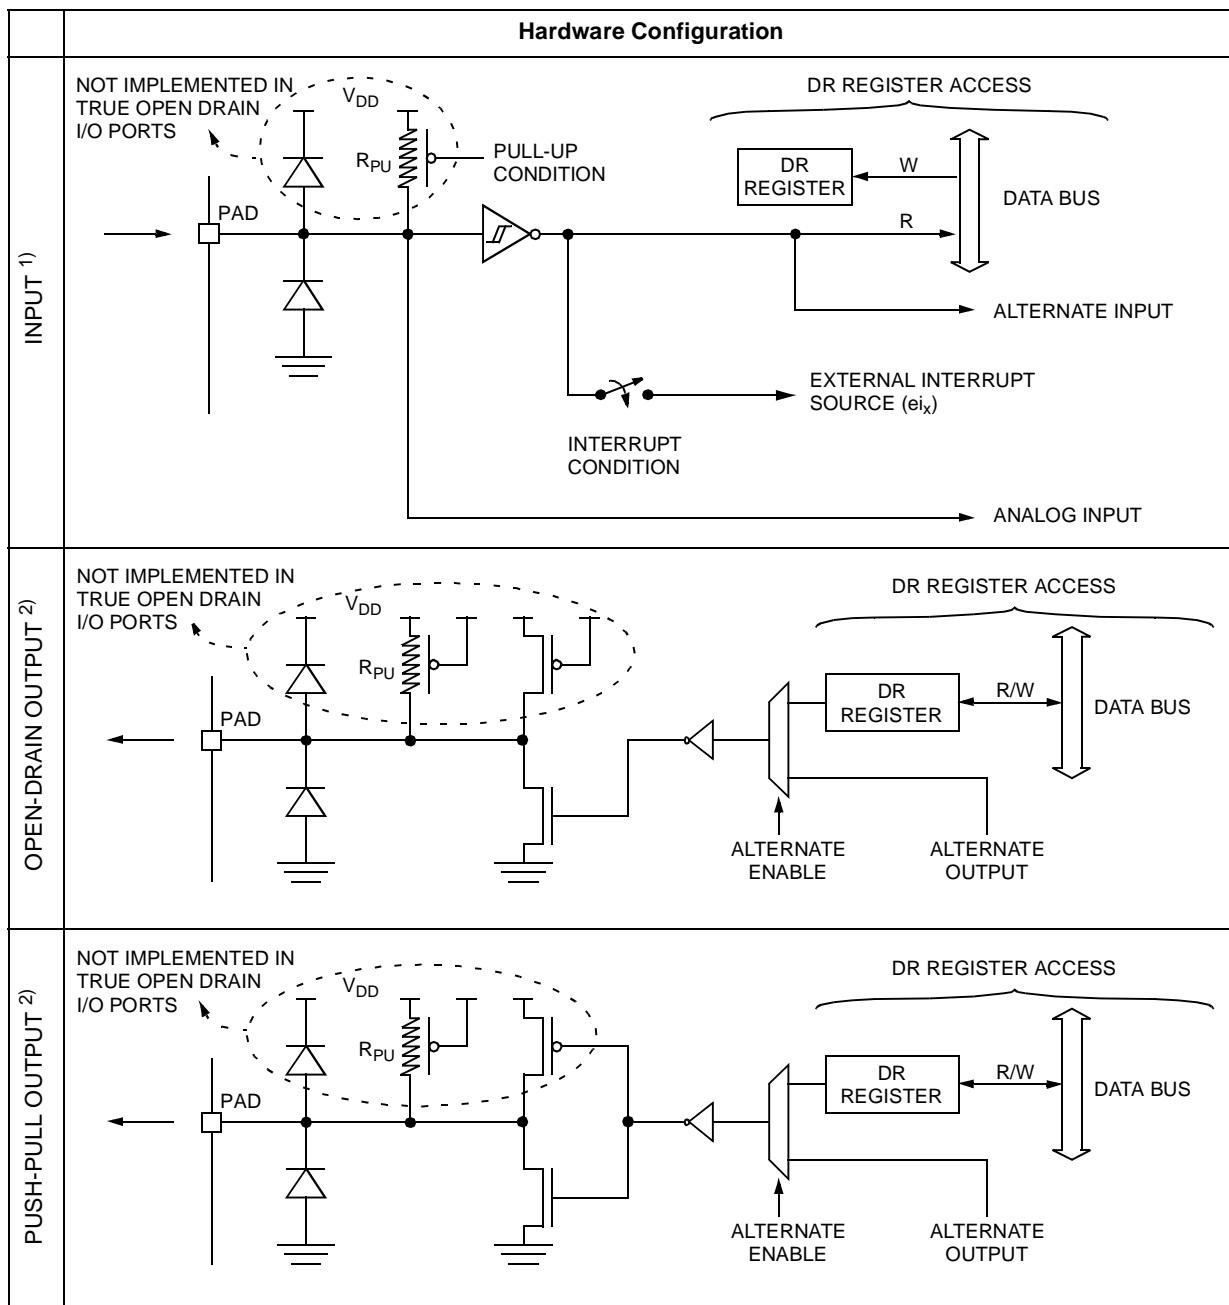 Hardware Configuration
INPUT 1)
NOT IMPLEMENTED IN
TRUE OPEN DRAIN
I/O PORTS
VDD
RPU
PULL-UP
CONDITION
PAD
DR REGISTER ACCESS
DR
REGISTER
W
R
DATA BUS
ALTERNATE INPUT
EXTERNAL INTERRUPT
SOURCE (eix)
INTERRUPT
CONDITION
ANALOG INPUT
OPEN-DRAIN OUTPUT 2)
NOT IMPLEMENTED IN
TRUE OPEN DRAIN
I/O PORTS
VDD
RPU
PAD
DR REGISTER ACCESS
DR
REGISTER
R/W
DATA BUS
ALTERNATE
ENABLE
ALTERNATE
OUTPUT
PUSH-PULL OUTPUT 2)
NOT IMPLEMENTED IN
TRUE OPEN DRAIN
I/O PORTS
VDD
RPU
PAD
DR REGISTER ACCESS
DR
REGISTER
R/W
DATA BUS
ALTERNATE
ENABLE
ALTERNATE
OUTPUT